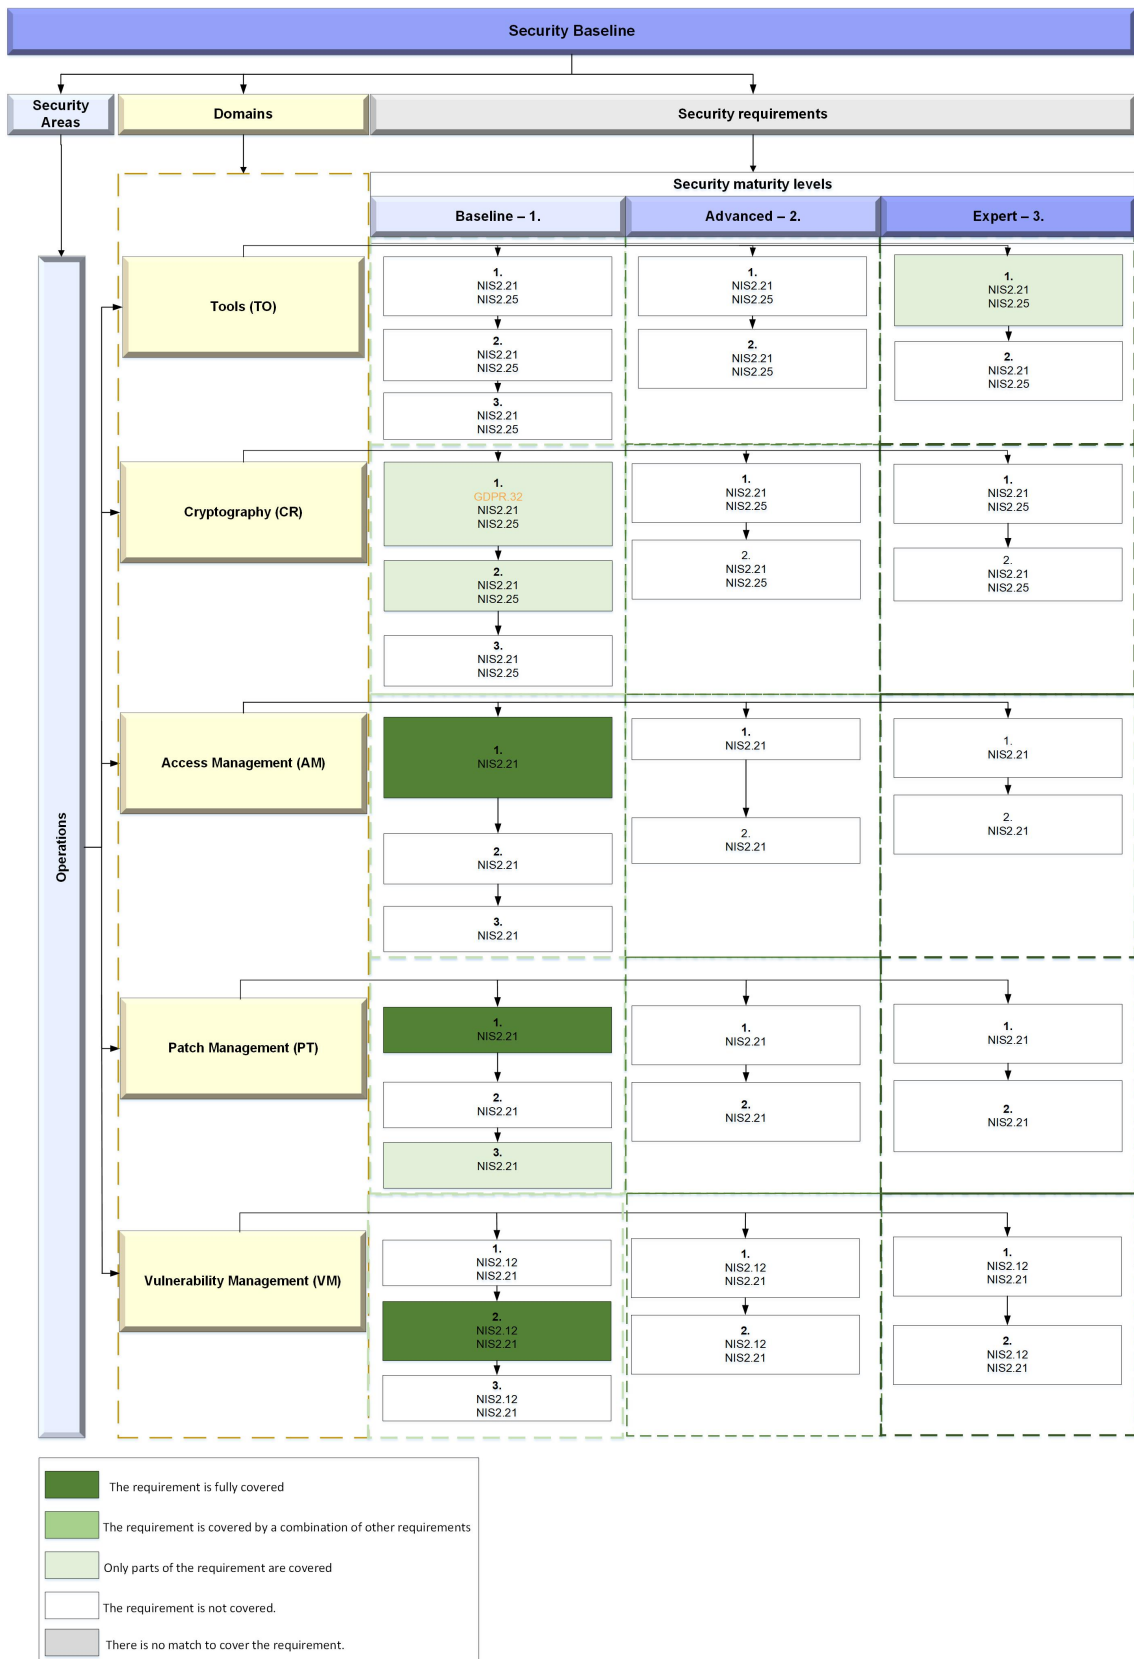 Security Baseline
Security
Areas
Domains
Security requirements
Security maturity levels
Baseline – 1.
Advanced – 2.
Expert – 3.
Operations
Tools (TO)
1.
NIS2.21
NIS2.25
2.
NIS2.21
NIS2.25
3.
NIS2.21
NIS2.25
1.
NIS2.21
NIS2.25
2.
NIS2.21
NIS2.25
1.
NIS2.21
NIS2.25
2.
NIS2.21
NIS2.25
Cryptography (CR)
1.
GDPR.32
NIS2.21
NIS2.25
2.
NIS2.21
NIS2.25
3.
NIS2.21
NIS2.25
1.
NIS2.21
NIS2.25
2.
NIS2.21
NIS2.25
1.
NIS2.21
NIS2.25
2.
NIS2.21
NIS2.25
Access Management (AM)
1.
NIS2.21
2.
NIS2.21
3.
NIS2.21
1.
NIS2.21
2.
NIS2.21
1.
NIS2.21
2.
NIS2.21
Patch Management (PT)
1.
NIS2.21
2.
NIS2.21
3.
NIS2.21
1.
NIS2.21
2.
NIS2.21
1.
NIS2.21
2.
NIS2.21
Vulnerability Management (VM)
1.
NIS2.12
NIS2.21
2.
NIS2.12
NIS2.21
3.
NIS2.12
NIS2.21
1.
NIS2.12
NIS2.21
2.
NIS2.12
NIS2.21
1.
NIS2.12
NIS2.21
2.
NIS2.12
NIS2.21
The requirement is fully covered
The requirement is covered by a combination of other requirements
Only parts of the requirement are covered
The requirement is not covered.
There is no match to cover the requirement.